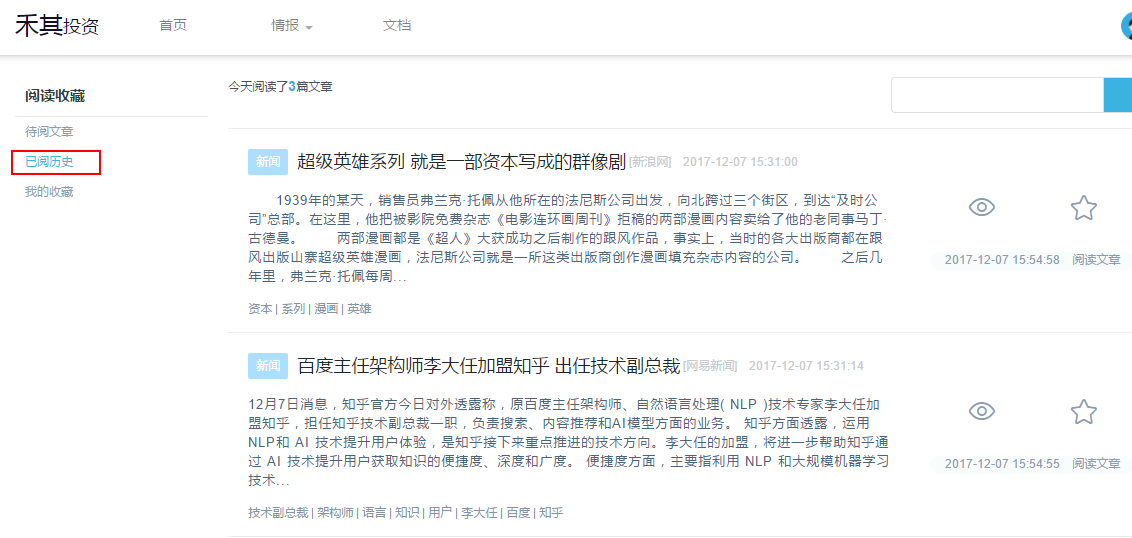 禾其投资 首页 情报 文档
阅读收藏
待阅文章
已阅历史
我的收藏
今天阅读了3篇文章
新闻 超级英雄系列 就是一部资本写成的群像剧 [新浪网] 2017-12-07 15:31:00
1939年的某天，销售员弗兰克·托佩从他所在的法尼斯公司出发，向北跨过三个街区，到达“及时公
司”总部。在这里，他把被影院免费杂志《电影连环画周刊》拒稿的两部漫画内容卖给了他的老同事马丁·
古德曼。 两部漫画都是《超人》大获成功之后制作的跟风作品，事实上，当时的各大出版商都在跟
风出版山寨超级英雄漫画，法尼斯公司就是一所这类出版商创作漫画填充杂志内容的公司。 之后几
年里，弗兰克·托佩每周...
2017-12-07 15:54:58 阅读文章
资本 | 系列 | 漫画 | 英雄
新闻 百度主任架构师李大任加盟知乎 出任技术副总裁 [网易新闻] 2017-12-07 15:31:14
12月7日消息，知乎官方今日对外透露称，原百度主任架构师、自然语言处理( NLP )技术专家李大任加
盟知乎，担任知乎技术副总裁一职，负责搜索、内容推荐和AI模型方面的业务。 知乎方面透露，运用
NLP和 AI 技术提升用户体验，是知乎接下来重点推进的技术方向。李大任的加盟，将进一步帮助知乎通
过 AI 技术提升用户获取知识的便捷度、深度和广度。 便捷度方面，主要指利用 NLP 和大规模机器学习
技术...
2017-12-07 15:54:55 阅读文章
技术副总裁 | 架构师 | 语言 | 知识 | 用户 | 李大任 | 百度 | 知乎